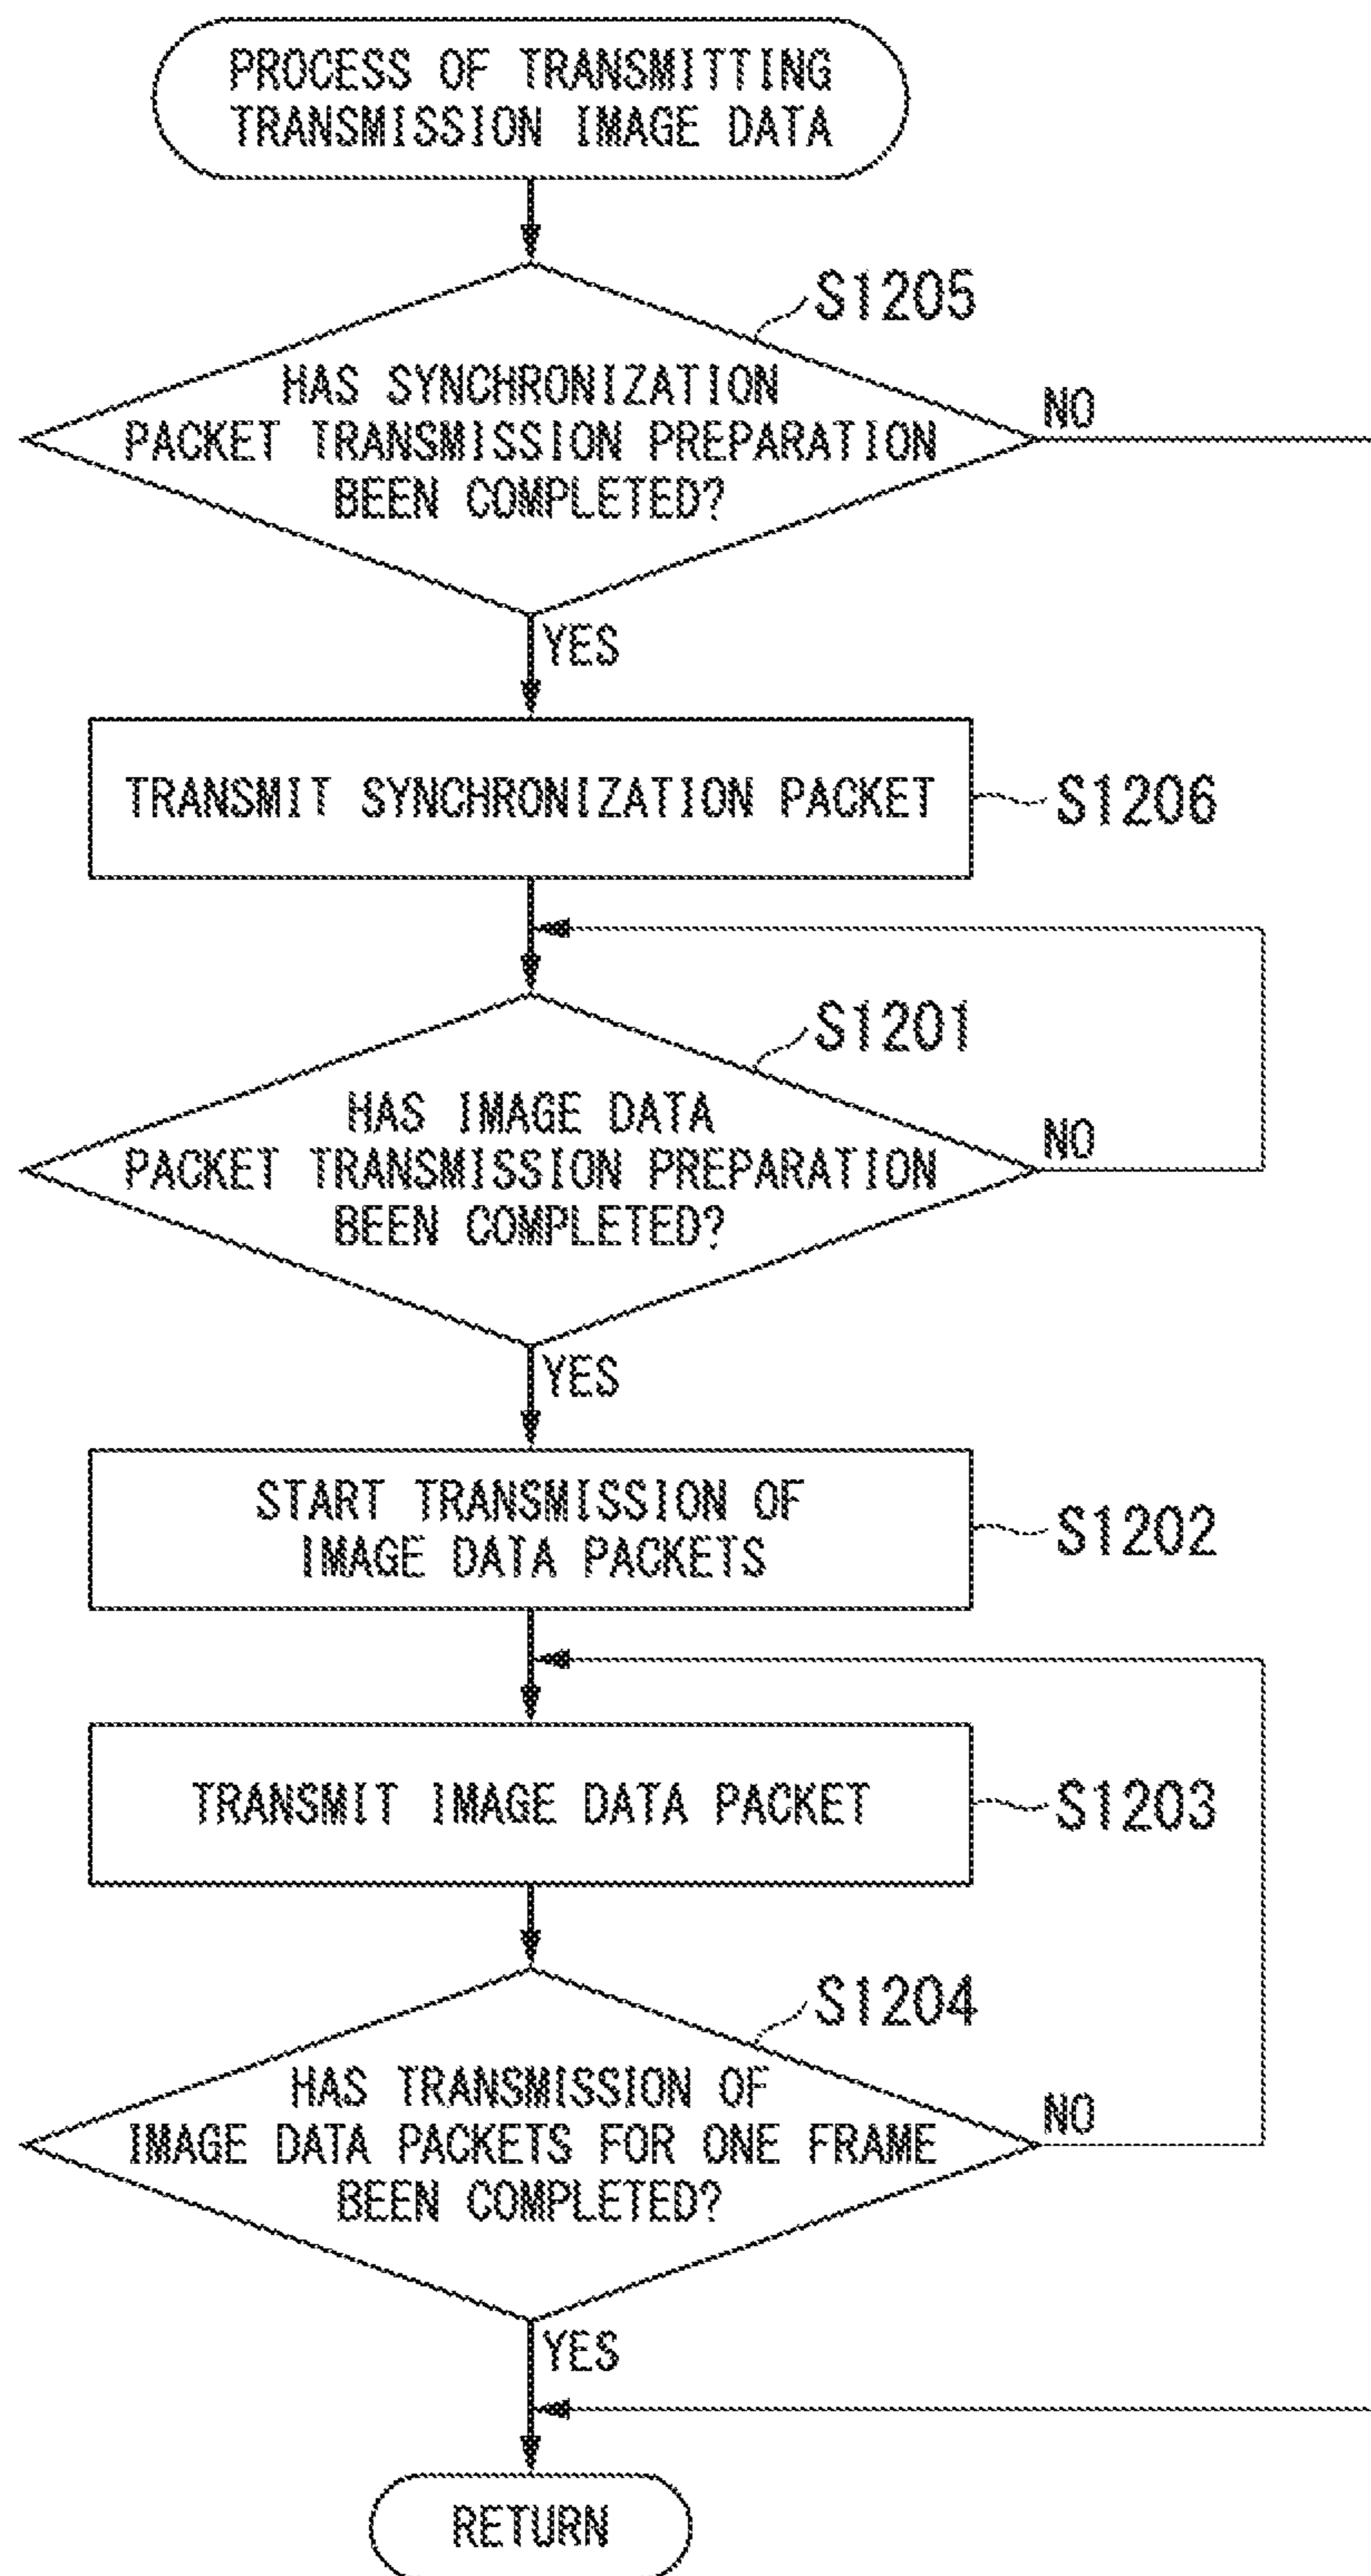 PROCESS OF TRANSMITTING
TRANSMISSION IMAGE DATA
S1205
HAS SYNCHRONIZATION
PACKET TRANSMISSION PREPARATION
BEEN COMPLETED?
NO
YES
TRANSMIT SYNCHRONIZATION PACKET
S1206
S1201
HAS IMAGE DATA
PACKET TRANSMISSION PREPARATION
BEEN COMPLETED?
NO
YES
START TRANSMISSION OF
IMAGE DATA PACKETS
S1202
TRANSMIT IMAGE DATA PACKET
S1203
S1204
HAS TRANSMISSION OF
IMAGE DATA PACKETS FOR ONE FRAME
BEEN COMPLETED?
NO
YES
RETURN